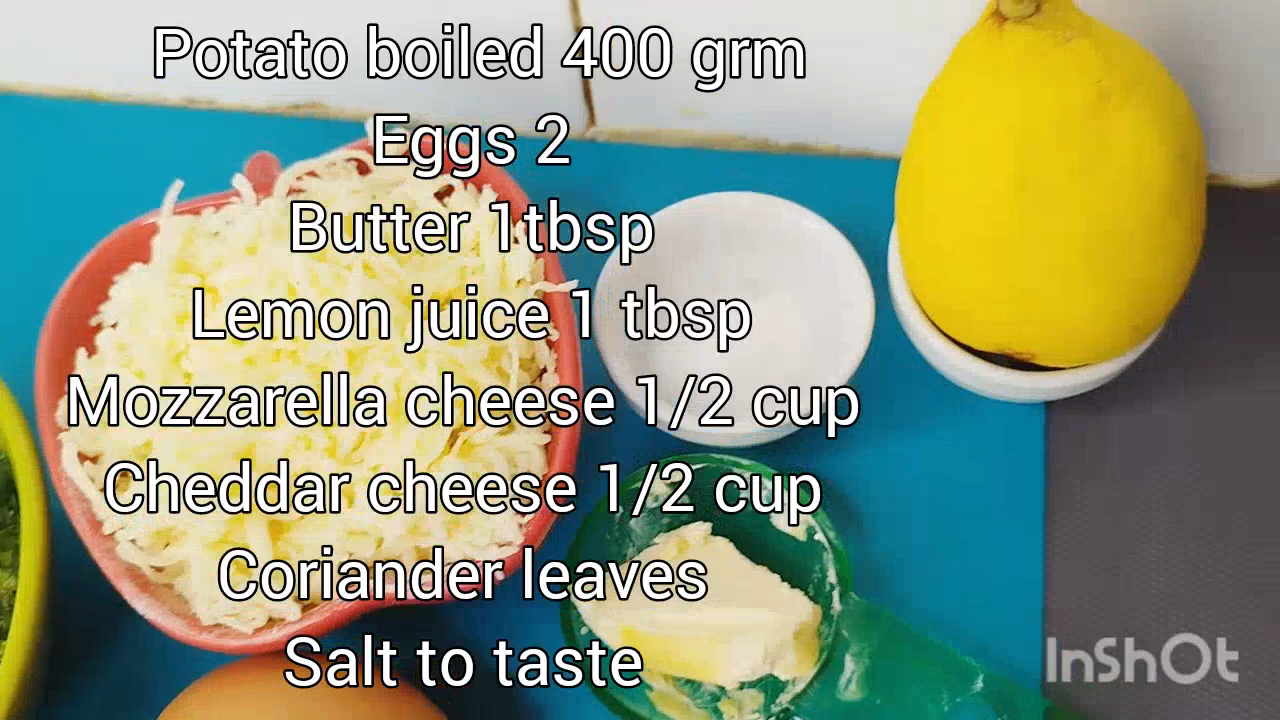 Potato boiled 400 grm
Eggs 2
Butter 1tbsp
Lemon juice 1 tbsp
Mozzarella cheese 1/2 cup
Cheddar cheese 1/2 cup
Coriander leaves
Salt to taste
InShOt